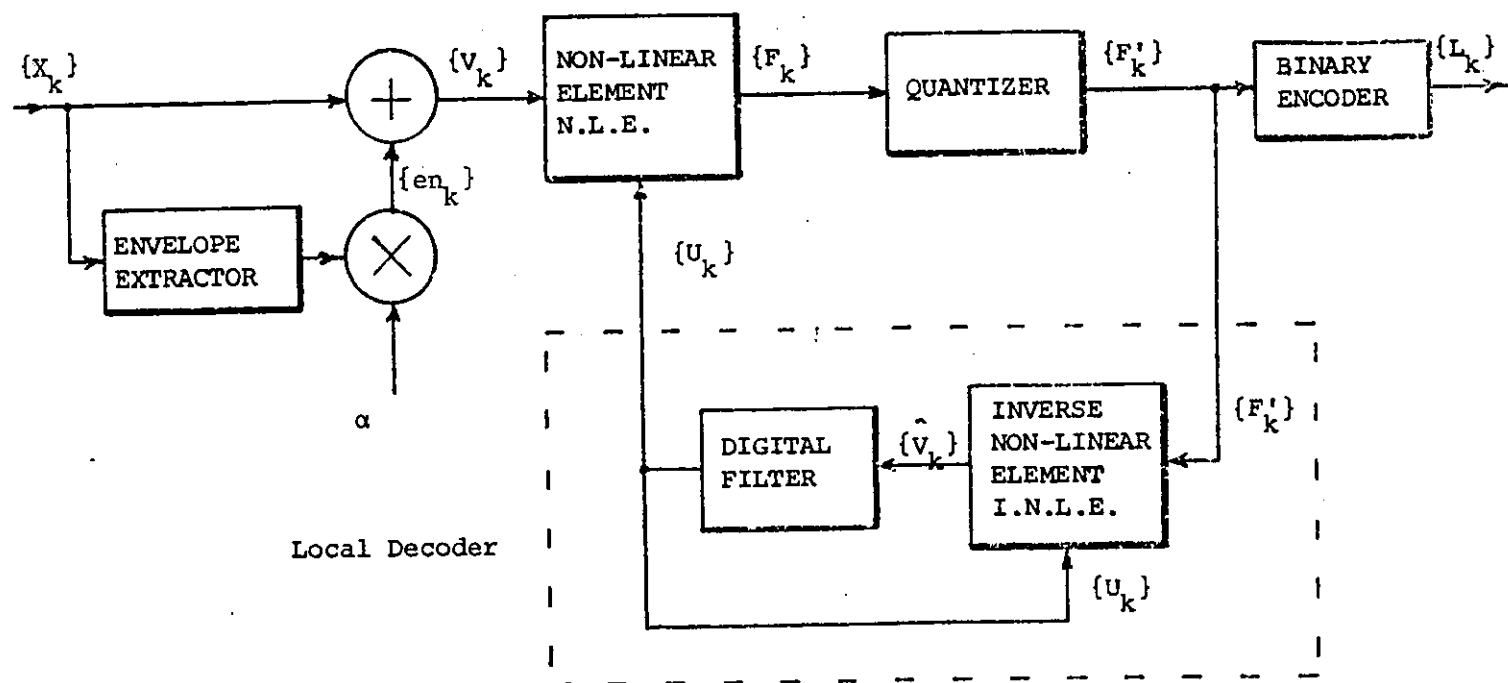 {X_k}
{V_k}
NON-LINEAR
ELEMENT
N.L.E.
{F_k}
QUANTIZER
{F'_k}
BINARY
ENCODER
{L_k}
+
{en_k}
ENVELOPE
EXTRACTOR
×
α
{U_k}
{F'_k}
DIGITAL
FILTER
{V̂_k}
INVERSE
NON-LINEAR
ELEMENT
I.N.L.E.
Local Decoder
{U_k}